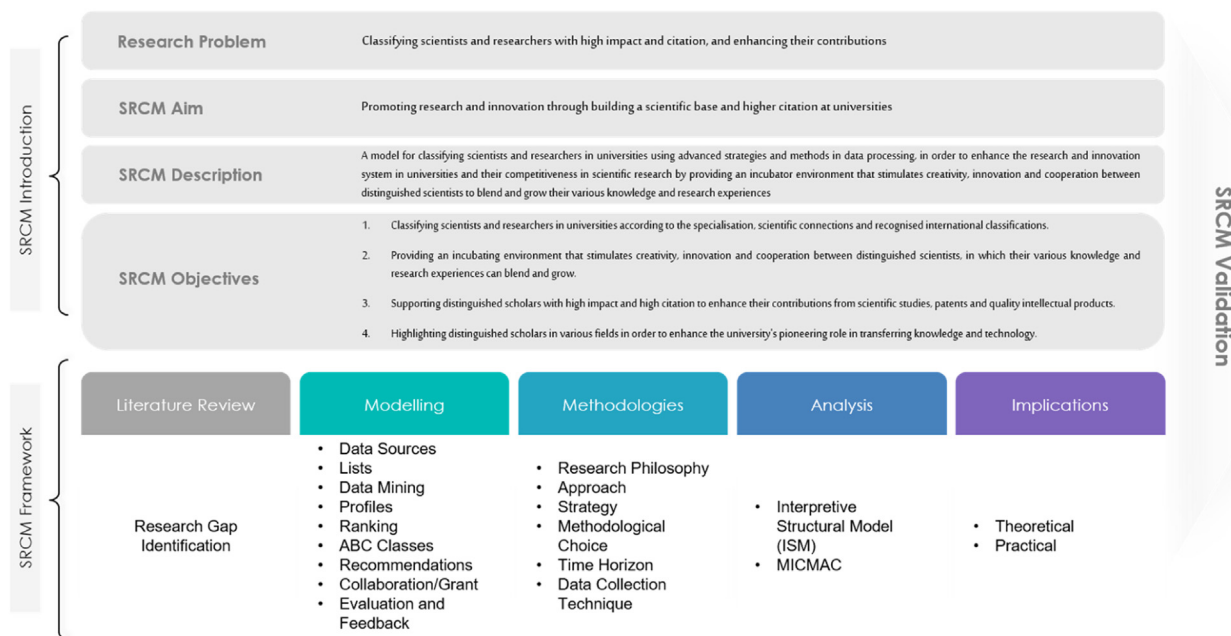 SRCM Introduction
Research Problem
Classifying scientists and researchers with high impact and citation, and enhancing their contributions
SRCM Aim
Promoting research and innovation through building a scientific base and higher citation at universities
SRCM Description
A model for classifying scientists and researchers in universities using advanced strategies and methods in data processing, in order to enhance the research and innovation
system in universities and their competitiveness in scientific research by providing an incubator environment that stimulates creativity, innovation and cooperation between
distinguished scientists to blend and grow their various knowledge and research experiences
SRCM Objectives
1. Classifying scientists and researchers in universities according to the specialisation, scientific connections and recognised international classifications.
2. Providing an incubating environment that stimulates creativity, innovation and cooperation between distinguished scientists, in which their various knowledge and
research experiences can blend and grow.
3. Supporting distinguished scholars with high impact and high citation to enhance their contributions from scientific studies, patents and quality intellectual products.
4. Highlighting distinguished scholars in various fields in order to enhance the university's pioneering role in transferring knowledge and technology.
SRCM Validation
SRCM Framework
Literature Review
Research Gap
Identification
Modelling
• Data Sources
• Lists
• Data Mining
• Profiles
• Ranking
• ABC Classes
• Recommendations
• Collaboration/Grant
• Evaluation and
Feedback
Methodologies
• Research Philosophy
• Approach
• Strategy
• Methodological
Choice
• Time Horizon
• Data Collection
Technique
Analysis
• Interpretive
Structural Model
(ISM)
• MICMAC
Implications
• Theoretical
• Practical